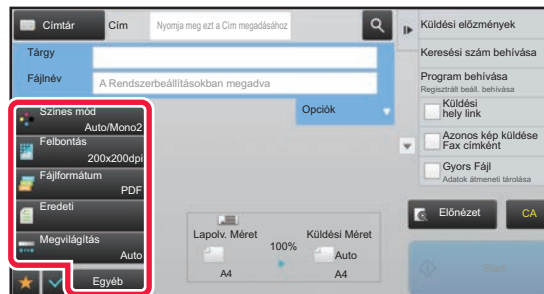 Címtár
Cím
Nyomja meg ezt a Cím megadásához
Tárgy
Fájlnév
A Rendszerbeállításokban megadva
Opciók
Színes mód
Auto/Mono2
Felbontás
200x200dpi
Fájlformátum
PDF
Eredeti
Megvilágítás
Auto
Egyéb
Lapolv. Méret
A4
100%
Küldési Méret
Auto
A4
Küldési előzmények
Keresési szám behívása
Program behívása
Regisztrált beáll. behívása
Küldési
hely link
Azonos kép küldése
Fax címként
Gyors Fájl
Adatok átmeneti tárolása
Előnézet
CA
Start